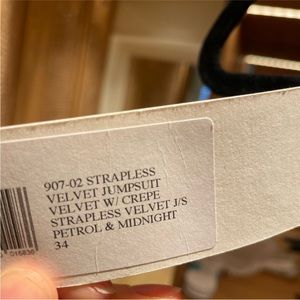 907-02 STRAPLESS
VELVET JUMPSUIT
VELVET W/ CREPE
STRAPLESS VELVET J/S
PETROL & MIDNIGHT
34